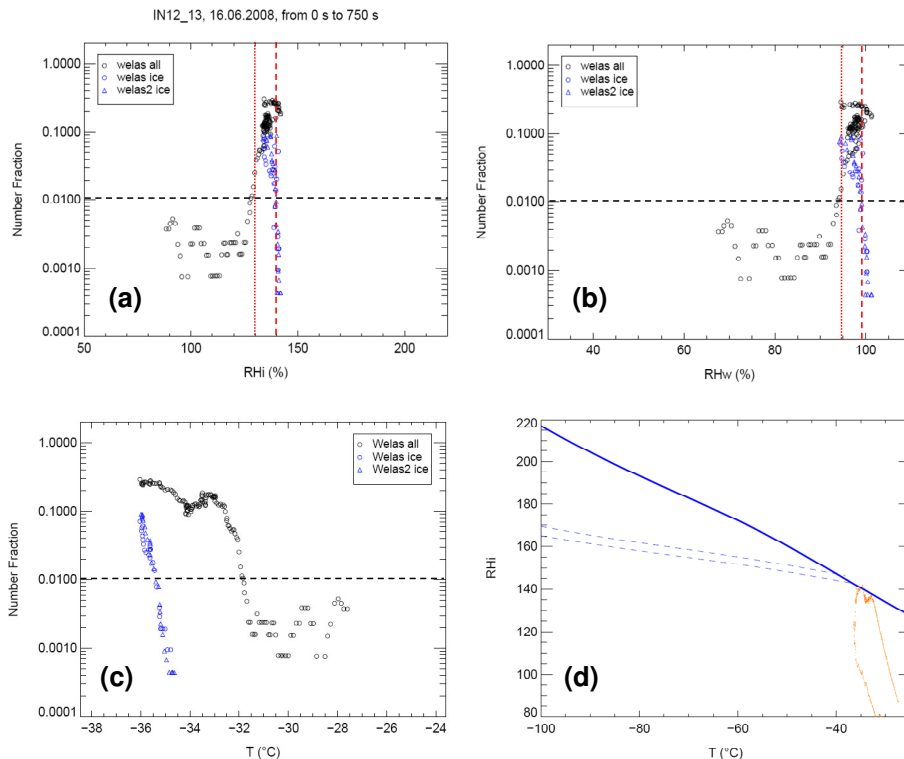 IN12_13, 16.06.2008, from 0 s to 750 s
welas all
welas ice
welas2 ice
Number Fraction
1.0000
0.1000
0.0100
0.0010
0.0001
(a)
50 100 150 200
RHi (%)
welas all
welas ice
welas2 ice
Number Fraction
1.0000
0.1000
0.0100
0.0010
0.0001
(b)
40 60 80 100
RHw (%)
Welas all
Welas ice
Welas2 ice
Number Fraction
1.0000
0.1000
0.0100
0.0010
0.0001
(c)
−38 −36 −34 −32 −30 −28 −26 −24
T (°C)
RHi
220
200
180
160
140
120
100
80
(d)
−100 −80 −60 −40
T (°C)